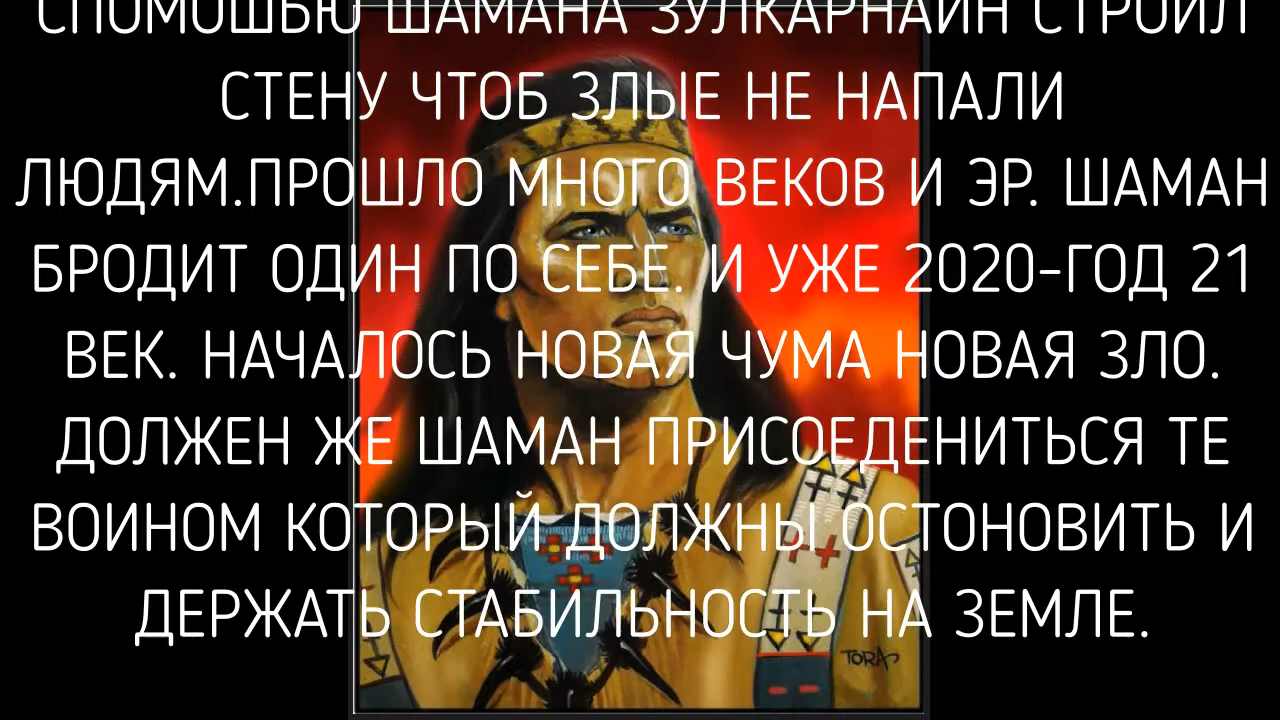 СПОМОШЬЮ ШАМАНА ЗУЛКАРНАЙН СТРОИЛ
СТЕНУ ЧТОБ ЗЛЫЕ НЕ НАПАЛИ
ЛЮДЯМ.ПРОШЛО МНОГО ВЕКОВ И ЭР. ШАМАН
БРОДИТ ОДИН ПО СЕБЕ. И УЖЕ 2020-ГОД 21
ВЕК. НАЧАЛОСЬ НОВАЯ ЧУМА НОВАЯ ЗЛО.
ДОЛЖЕН ЖЕ ШАМАН ПРИСОЕДЕНИТЬСЯ ТЕ
ВОИНОМ КОТОРЫЙ ДОЛЖНЫ ОСТОНОВИТЬ И
ДЕРЖАТЬ СТАБИЛЬНОСТЬ НА ЗЕМЛЕ.